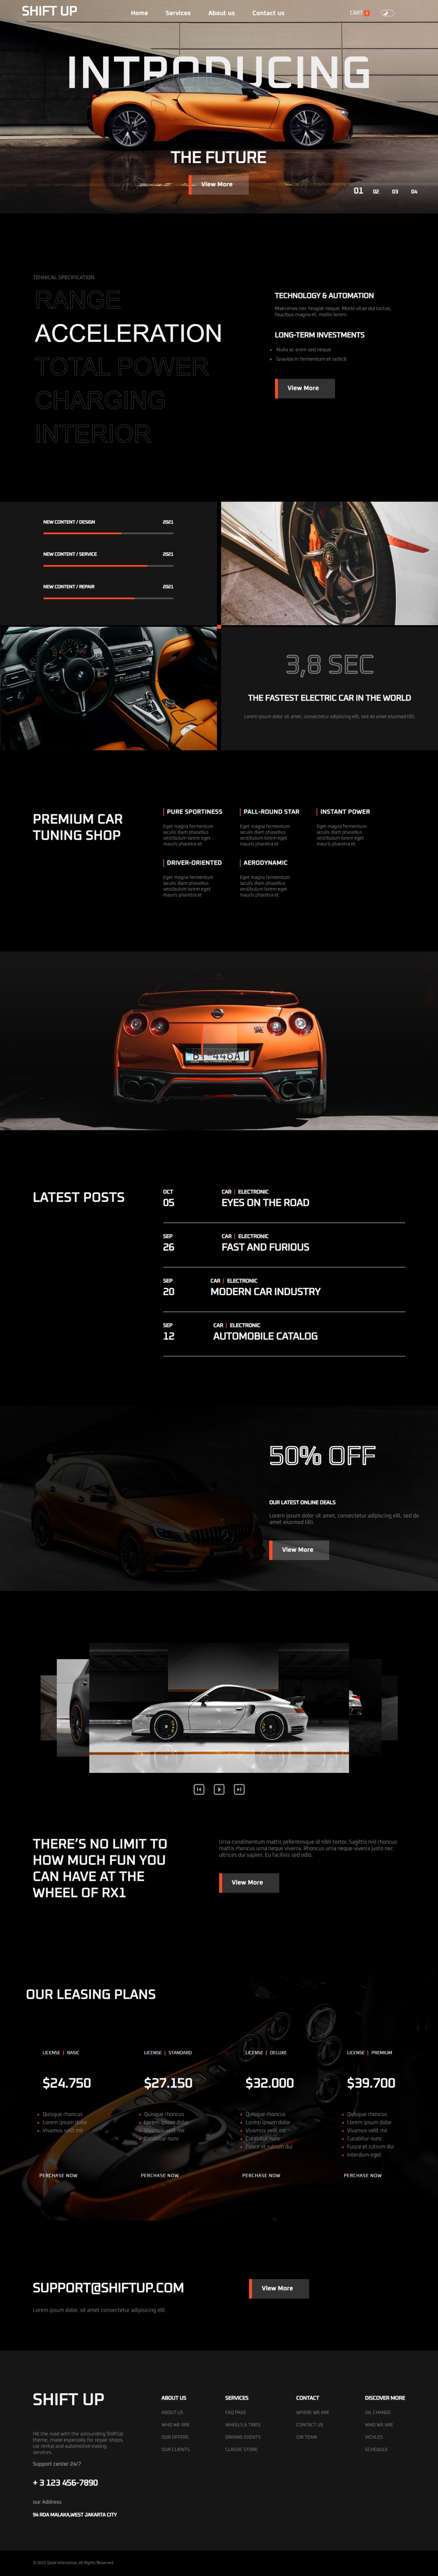 SHIFT UP
Home Services About us Contact us
CART
INTRODUCING
THE FUTURE
View More
01 02 03 04
TEHNICAL SPECIFICATION
RANGE
ACCELERATION
TOTAL POWER
CHARGING
INTERIOR
TECHNOLOGY & AUTOMATION
Maecenas nec feugiat neque. Morbi vitae dui luctus,
faucibus magna et, mollis lorem.
LONG-TERM INVESTMENTS
Nulla ac enim sed neque
Gravida in fermentum et sollicit
View More
NEW CONTENT / DESIGN 2021
NEW CONTENT / SERVICE 2021
NEW CONTENT / REPAIR 2021
3,8 SEC
THE FASTEST ELECTRIC CAR IN THE WORLD
Lorem ipsum dolor sit amet, consectetur adipiscing elit, sed do amet eiusmod titi.
PREMIUM CAR
TUNING SHOP
PURE SPORTINESS
Eget magna fermentum
iaculis diam phasellus
vestibulum lorem eget
mauris pharetra et
PALL-ROUND STAR
Eget magna fermentum
iaculis diam phasellus
vestibulum lorem eget
mauris pharetra et
INSTANT POWER
Eget magna fermentum
iaculis diam phasellus
vestibulum lorem eget
mauris pharetra et
DRIVER-ORIENTED
Eget magna fermentum
iaculis diam phasellus
vestibulum lorem eget
mauris pharetra et
AERODYNAMIC
Eget magna fermentum
iaculis diam phasellus
vestibulum lorem eget
mauris pharetra et
LATEST POSTS
OCT
05
CAR | ELECTRONIC
EYES ON THE ROAD
SEP
26
CAR | ELECTRONIC
FAST AND FURIOUS
SEP
20
CAR | ELECTRONIC
MODERN CAR INDUSTRY
SEP
12
CAR | ELECTRONIC
AUTOMOBILE CATALOG
50% OFF
OUR LATEST ONLINE DEALS
Lorem ipsum dolor sit amet, consectetur adipiscing elit, sed do
amet eiusmod titi.
View More
THERE'S NO LIMIT TO
HOW MUCH FUN YOU
CAN HAVE AT THE
WHEEL OF RX1
Urna condimentum mattis pellentesque id nibh tortor. Sagittis nisl rhoncus
mattis rhoncus urna neque viverra. Rhoncus urna neque viverra justo nec,
ultrices dui sapien. Eu facilisis sed odio.
View More
OUR LEASING PLANS
LICENSE | BASIC
$24.750
Quisque rhoncus
Lorem ipsum dolor
Vivamus velit mir
PERCHASE NOW
LICENSE | STANDARD
$27.150
Quisque rhoncus
Lorem ipsum dolor
Vivamus velit mir
Curabitur nunc
PERCHASE NOW
LICENSE | DELUXE
$32.000
Quisque rhoncus
Lorem ipsum dolor
Vivamus velit mir
Curabitur nunc
Fusce et rutrum dui
PERCHASE NOW
LICENSE | PREMIUM
$39.700
Quisque rhoncus
Lorem ipsum dolor
Vivamus velit mir
Curabitur nunc
Fusce et rutrum dui
Interdum eget
PERCHASE NOW
SUPPORT@SHIFTUP.COM
Lorem ipsum dolor, sit amet consectetur adipisicing elit.
View More
SHIFT UP
Hit the road with the astounding ShiftUp
theme, made especially for repair shops,
car rental and automotive easing
services.
Support center 24/7
+ 3 123 456-7890
our Address
94 RDA MALAKA,WEST JAKARTA CITY
ABOUT US
ABOUT US
WHO WE ARE
OUR OFFERS
OUR CLIENTS
SERVICES
FAQ PAGE
WHEELS & TIRES
DRIVING EVENTS
CLASSIC STORE
CONTACT
WHERE WE ARE
CONTACT US
OIR TEAM
DISCOVER MORE
OIL CHANGE
WHO WE ARE
VICHLES
SCHEDULE
© 2022 Qode Interactive, All Rights Reserved